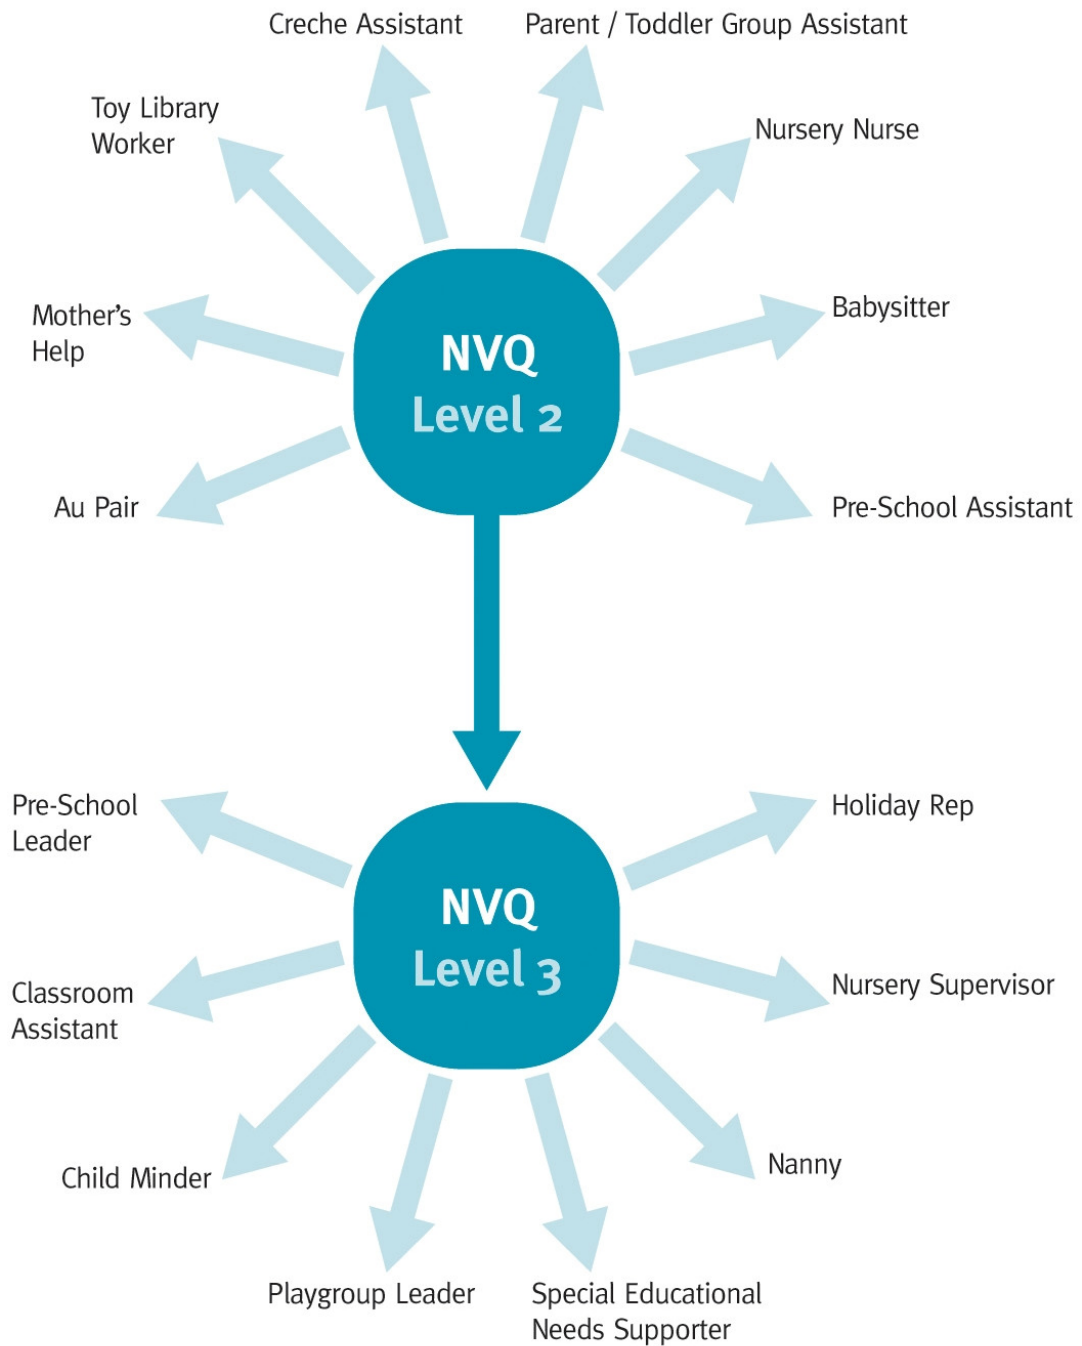 Creche Assistant
Parent / Toddler Group Assistant
Toy Library
Worker
Nursery Nurse
Mother's
Help
Babysitter
NVQ
Level 2
Au Pair
Pre-School Assistant
Pre-School
Leader
Holiday Rep
NVQ
Level 3
Classroom
Assistant
Nursery Supervisor
Child Minder
Nanny
Playgroup Leader
Special Educational
Needs Supporter